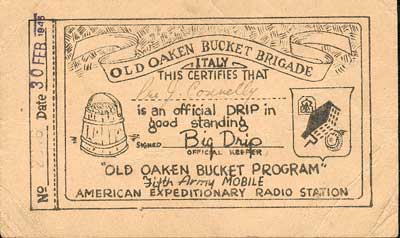 OLD OAKEN BUCKET BRIGADE
ITALY
THIS CERTIFIES THAT
J. Connelly
is an official DRIP in
good standing
SIGNED Big Drip
OFFICIAL KEEPER
"OLD OAKEN BUCKET PROGRAM"
Fifth Army MOBILE
AMERICAN EXPEDITIONARY RADIO STATION
No Date 30 FEB